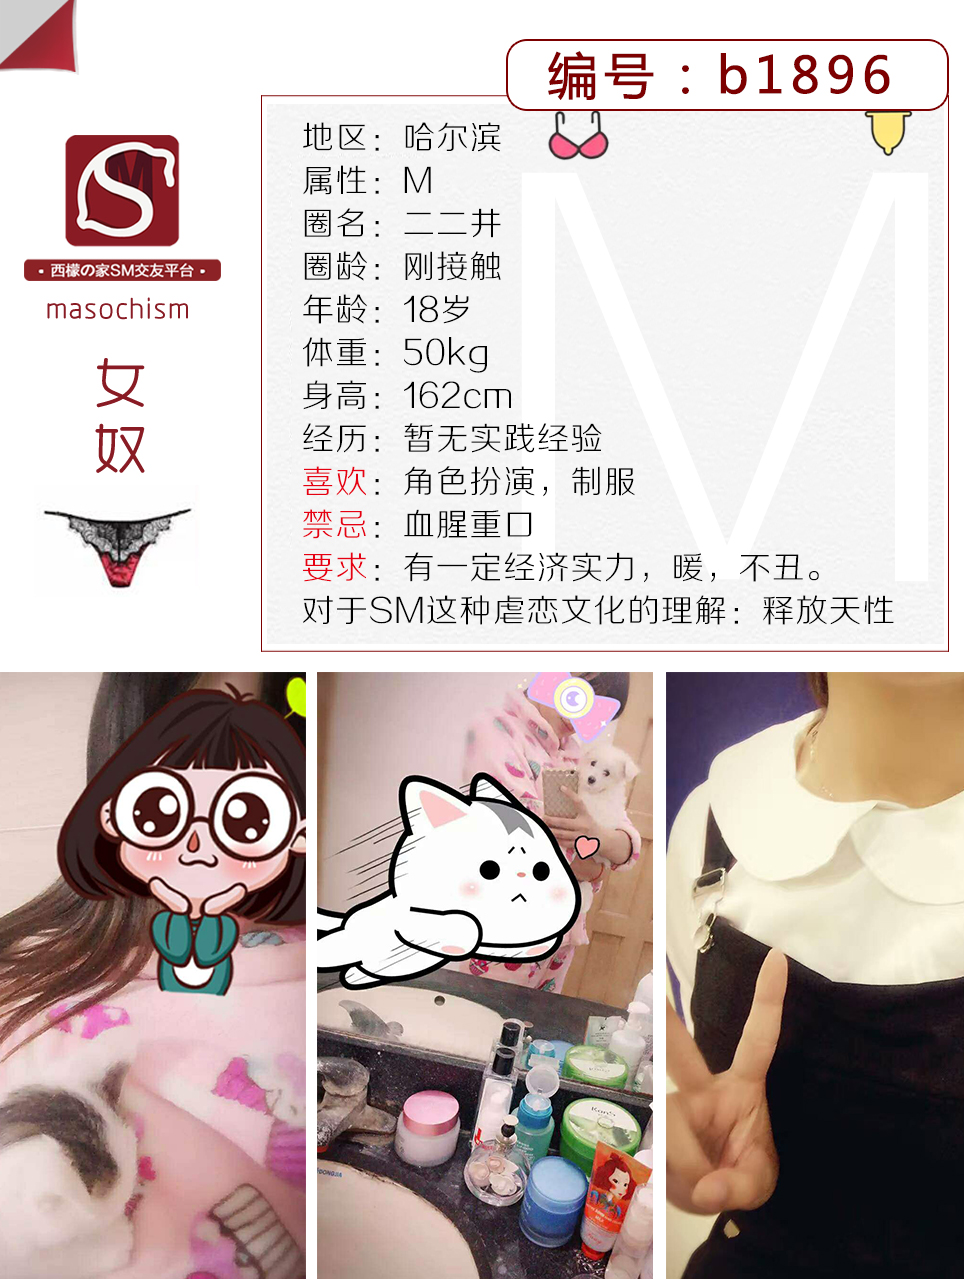 编号：b1896
地区：哈尔滨
属性：M
圈名：二二井
圈龄：刚接触
年龄：18岁
体重：50kg
身高：162cm
经历：暂无实践经验
喜欢：角色扮演，制服
禁忌：血腥重口
要求：有一定经济实力，暖，不丑。
对于SM这种虐恋文化的理解：释放天性
SM
·西檬の家SM交友平台·
masochism
女
奴
M
DONGJIA